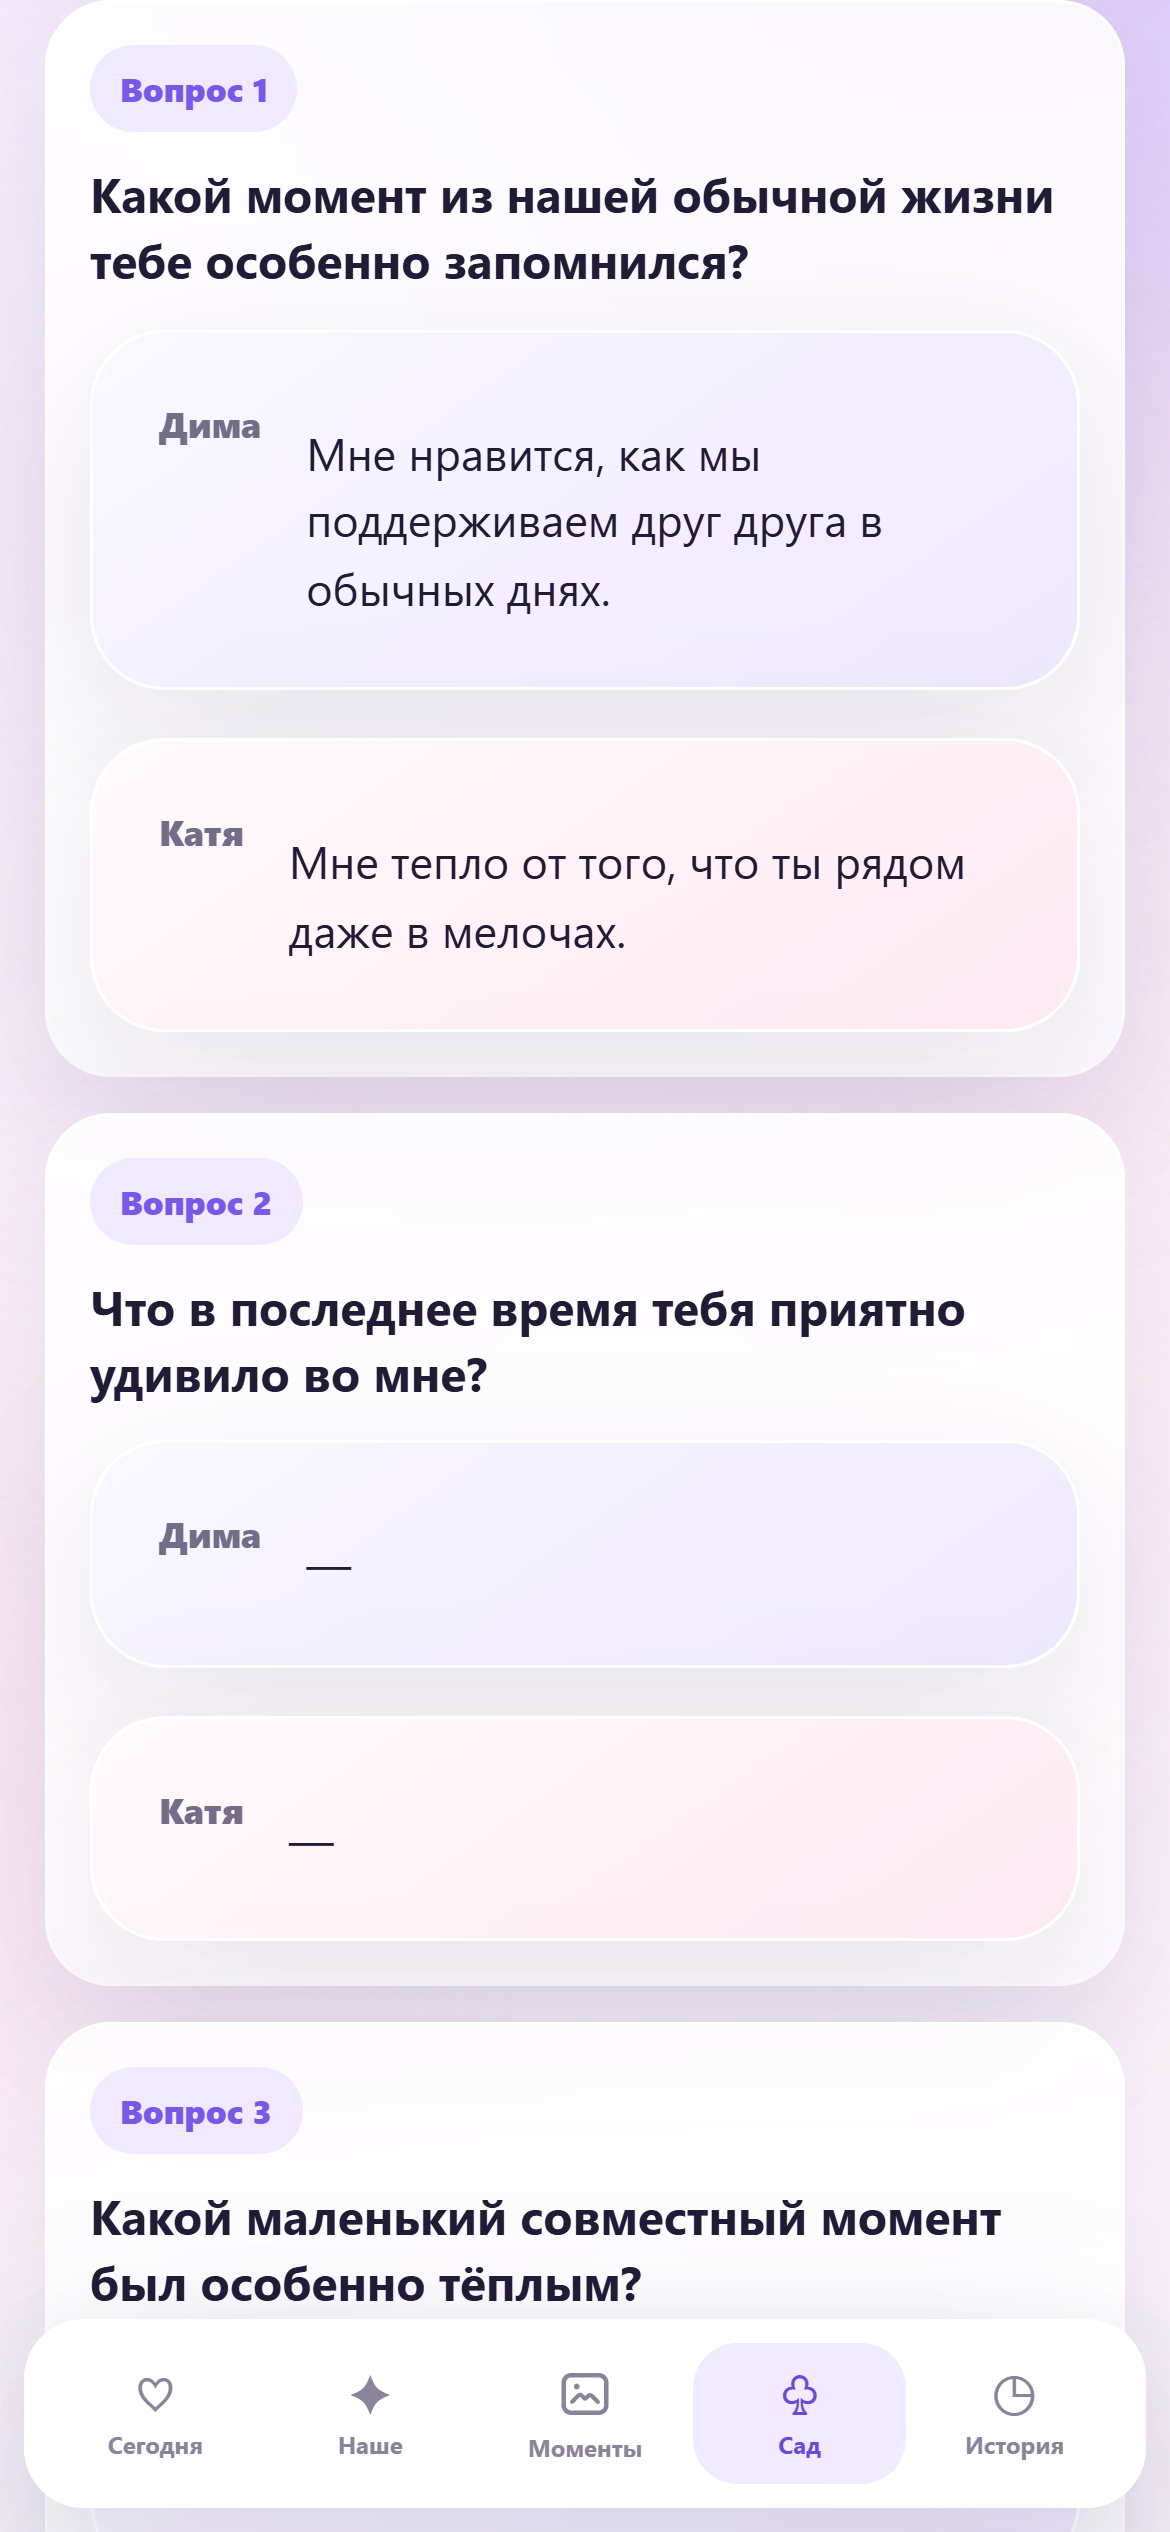 Вопрос 1
Какой момент из нашей обычной жизни
тебе особенно запомнился?
Дима
Мне нравится, как мы
поддерживаем друг друга в
обычных днях.
Катя
Мне тепло от того, что ты рядом
даже в мелочах.
Вопрос 2
Что в последнее время тебя приятно
удивило во мне?
Дима
—
Катя
—
Вопрос 3
Какой маленький совместный момент
был особенно тёплым?
Сегодня
Наше
Моменты
Сад
История